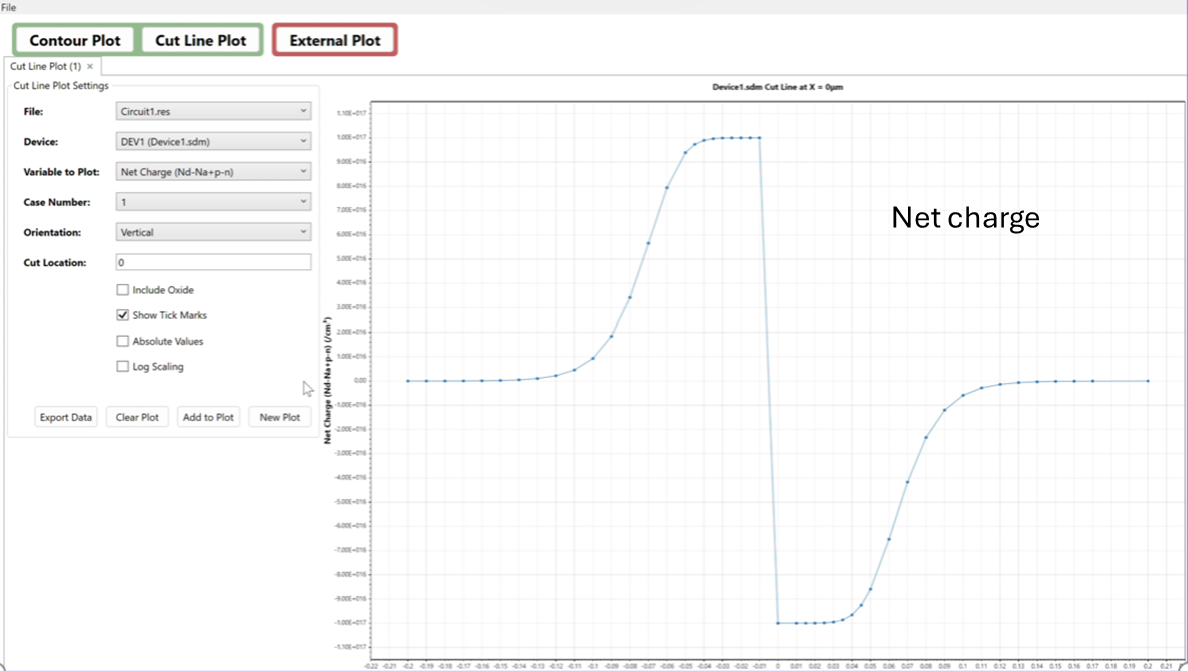 File
Contour Plot Cut Line Plot External Plot
Cut Line Plot (1) ×
Cut Line Plot Settings
File: Circuit1.res
Device: DEV1 (Device1.sdm)
Variable to Plot: Net Charge (Nd-Na+p-n)
Case Number: 1
Orientation: Vertical
Cut Location: 0
Include Oxide
Show Tick Marks
Absolute Values
Log Scaling
Export Data Clear Plot Add to Plot New Plot
Device1.sdm Cut Line at X = 0µm
Net charge
Net Charge (Nd-Na+p-n) (/cm³)
1.10E+017
1.00E+017
9.00E+016
8.00E+016
7.00E+016
6.00E+016
5.00E+016
4.00E+016
3.00E+016
2.00E+016
1.00E+016
0.00
-1.00E+016
-2.00E+016
-3.00E+016
-4.00E+016
-5.00E+016
-6.00E+016
-7.00E+016
-8.00E+016
-9.00E+016
-1.00E+017
-1.10E+017
-0.22 -0.21 -0.2 -0.19 -0.18 -0.17 -0.16 -0.15 -0.14 -0.13 -0.12 -0.11 -0.1 -0.09 -0.08 -0.07 -0.06 -0.05 -0.04 -0.03 -0.02 -0.01 0 0.01 0.02 0.03 0.04 0.05 0.06 0.07 0.08 0.09 0.1 0.11 0.12 0.13 0.14 0.15 0.16 0.17 0.18 0.19 0.2 0.21